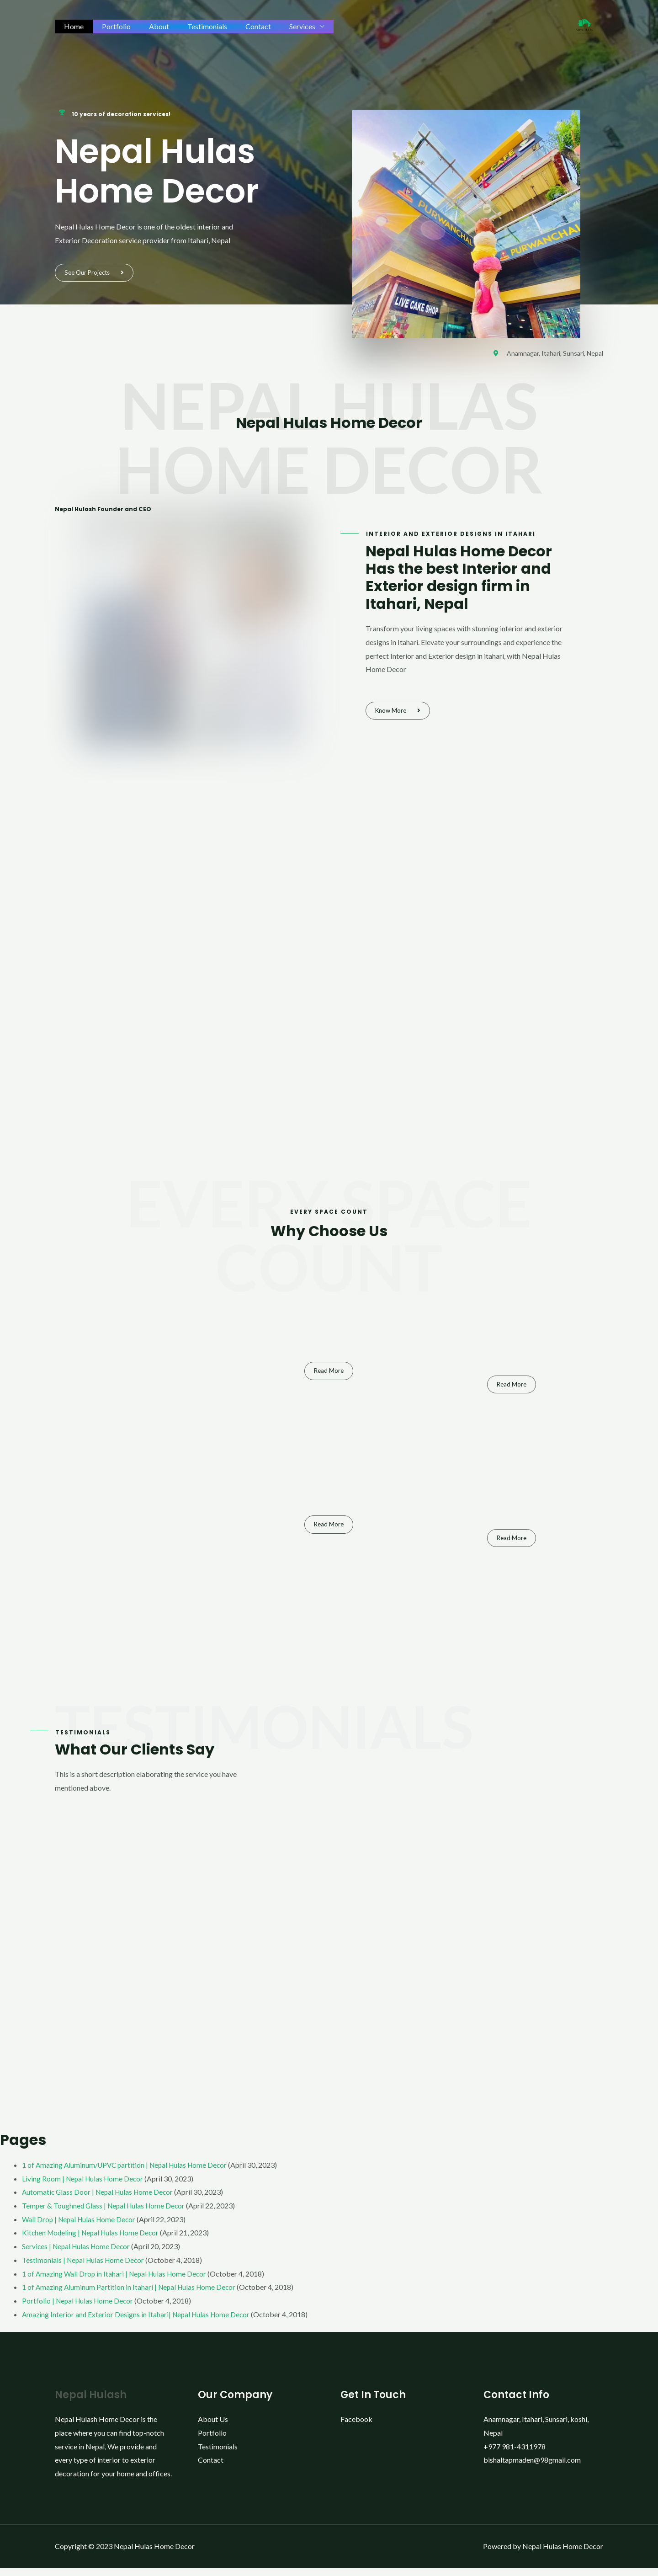 Home
Portfolio
About
Testimonials
Contact
Services
10 years of decoration services!
Nepal Hulas
Home Decor
Nepal Hulas Home Decor is one of the oldest interior and
Exterior Decoration service provider from Itahari, Nepal
See Our Projects
PURWANCHAL
PURWANCHAL
LIVE CAKE SHOP
Anamnagar, Itahari, Sunsari, Nepal
NEPAL HULAS
HOME DECOR
Nepal Hulas Home Decor
Nepal Hulash Founder and CEO
INTERIOR AND EXTERIOR DESIGNS IN ITAHARI
Nepal Hulas Home Decor
Has the best Interior and
Exterior design firm in
Itahari, Nepal
Transform your living spaces with stunning interior and exterior
designs in Itahari. Elevate your surroundings and experience the
perfect Interior and Exterior design in itahari, with Nepal Hulas
Home Decor
Know More
EVERY SPACE
COUNT
EVERY SPACE COUNT
Why Choose Us
Read More
Read More
Read More
Read More
TESTIMONIALS
TESTIMONIALS
What Our Clients Say
This is a short description elaborating the service you have
mentioned above.
Pages
1 of Amazing Aluminum/UPVC partition | Nepal Hulas Home Decor (April 30, 2023)
Living Room | Nepal Hulas Home Decor (April 30, 2023)
Automatic Glass Door | Nepal Hulas Home Decor (April 30, 2023)
Temper & Toughned Glass | Nepal Hulas Home Decor (April 22, 2023)
Wall Drop | Nepal Hulas Home Decor (April 22, 2023)
Kitchen Modeling | Nepal Hulas Home Decor (April 21, 2023)
Services | Nepal Hulas Home Decor (April 20, 2023)
Testimonials | Nepal Hulas Home Decor (October 4, 2018)
1 of Amazing Wall Drop in Itahari | Nepal Hulas Home Decor (October 4, 2018)
1 of Amazing Aluminum Partition in Itahari | Nepal Hulas Home Decor (October 4, 2018)
Portfolio | Nepal Hulas Home Decor (October 4, 2018)
Amazing Interior and Exterior Designs in Itahari| Nepal Hulas Home Decor (October 4, 2018)
Nepal Hulash
Nepal Hulash Home Decor is the
place where you can find top-notch
service in Nepal, We provide and
every type of interior to exterior
decoration for your home and offices.
Our Company
About Us
Portfolio
Testimonials
Contact
Get In Touch
Facebook
Contact Info
Anamnagar, Itahari, Sunsari, koshi,
Nepal
+977 981-4311978
bishaltapmaden@98gmail.com
Copyright © 2023 Nepal Hulas Home Decor
Powered by Nepal Hulas Home Decor